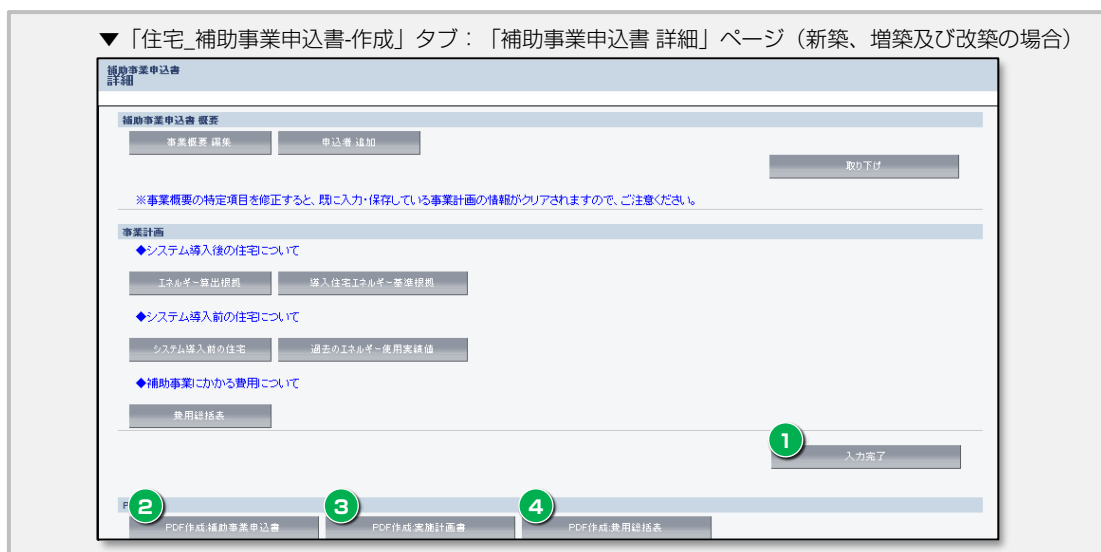 ▼「住宅_補助事業申込書-作成」タブ：「補助事業申込書 詳細」ページ（新築、増築及び改築の場合）
補助事業申込書
詳細
補助事業申込書 概要
事業概要 編集 申込者 追加
取り下げ
※事業概要の特定項目を修正すると、既に入力・保存している事業計画の情報がクリアされますので、ご注意ください。
事業計画
◆システム導入後の住宅について
エネルギー算出根拠 導入住宅エネルギー基準根拠
◆システム導入前の住宅について
システム導入前の住宅 過去のエネルギー使用実績値
◆補助事業にかかる費用について
費用総括表
1 入力完了
P
2 3 4
PDF作成:補助事業申込書 PDF作成:実施計画書 PDF作成:費用総括表